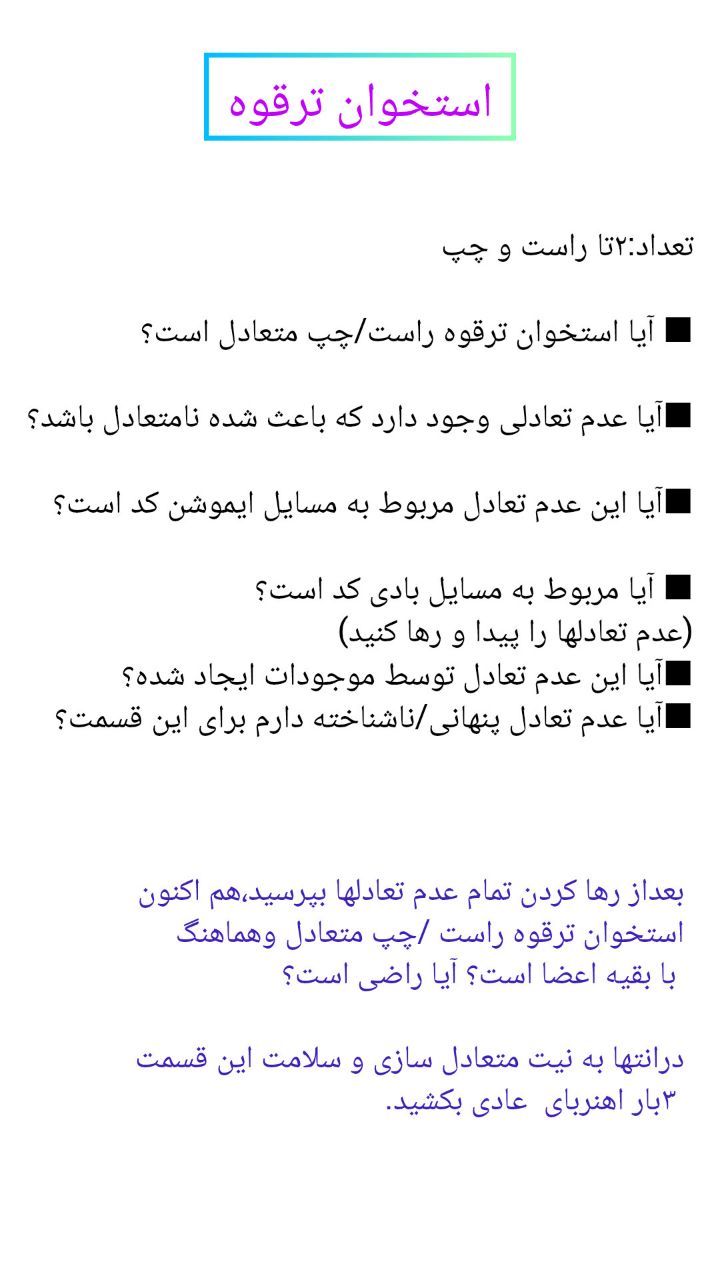 استخوان ترقوه
تعداد:۲تا راست و چپ
■ آیا استخوان ترقوه راست/چپ متعادل است؟
■آیا عدم تعادلی وجود دارد که باعث شده نامتعادل باشد؟
■آیا این عدم تعادل مربوط به مسایل ایموشن کد است؟
■ آیا مربوط به مسایل بادی کد است؟
(عدم تعادلها را پیدا و رها کنید)
■آیا این عدم تعادل توسط موجودات ایجاد شده؟
■آیا عدم تعادل پنهانی/ناشناخته دارم برای این قسمت؟
بعداز رها کردن تمام عدم تعادلها بپرسید،هم اکنون
استخوان ترقوه راست /چپ متعادل وهماهنگ
با بقیه اعضا است؟ آیا راضی است؟
درانتها به نیت متعادل سازی و سلامت این قسمت
۳بار اهنربای عادی بکشید.